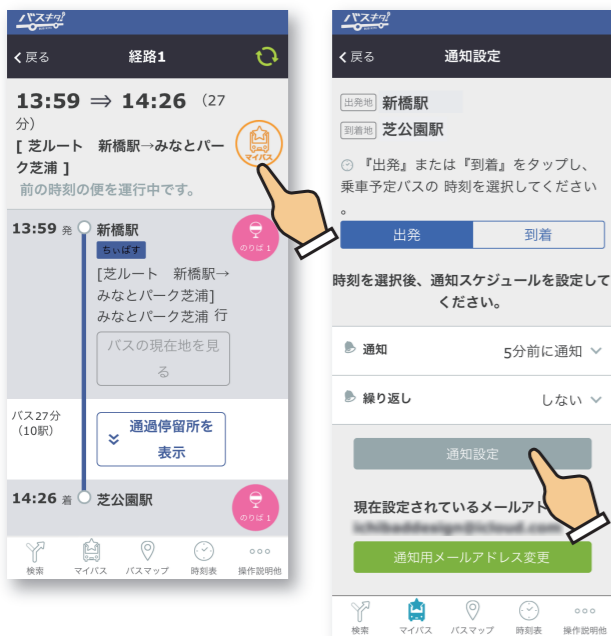 バスキタ!
戻る
経路1
13:59 ⇒ 14:26 （27
分）
[ 芝ルート　新橋駅→みなとパー
ク芝浦 ]
前の時刻の便を運行中です。
マイバス
13:59 発
新橋駅
ちぃばす
のりば 1
[芝ルート　新橋駅→
みなとパーク芝浦]
みなとパーク芝浦 行
バスの現在地を見
る
バス27分
（10駅）
通過停留所を
表示
14:26 着
芝公園駅
のりば 1
検索
マイバス
バスマップ
時刻表
操作説明他
バスキタ!
戻る
通知設定
出発地 新橋駅
到着地 芝公園駅
『出発』または『到着』をタップし、
乗車予定バスの 時刻を選択してください
。
出発
到着
時刻を選択後、通知スケジュールを設定して
ください。
通知
5分前に通知
繰り返し
しない
通知設定
現在設定されているメールアド
通知用メールアドレス変更
検索
マイバス
バスマップ
時刻表
操作説明他